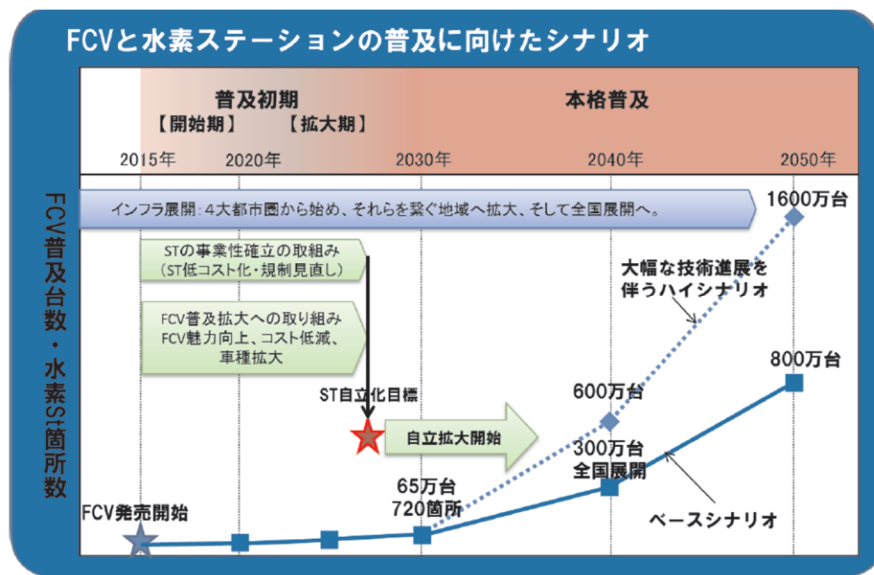 FCVと水素ステーションの普及に向けたシナリオ
普及初期
本格普及
【開始期】
【拡大期】
2015年
2020年
2030年
2040年
2050年
FCV普及台数・水素St箇所数
インフラ展開:4大都市圏から始め、それらを繋ぐ地域へ拡大、そして全国展開へ。
1600万台
STの事業性確立の取組み
(ST低コスト化・規制見直し)
大幅な技術進展を
伴うハイシナリオ
FCV普及拡大への取り組み
FCV魅力向上、コスト低減、
車種拡大
800万台
ST自立化目標
600万台
自立拡大開始
300万台
全国展開
65万台
720箇所
FCV発売開始
ベースシナリオ